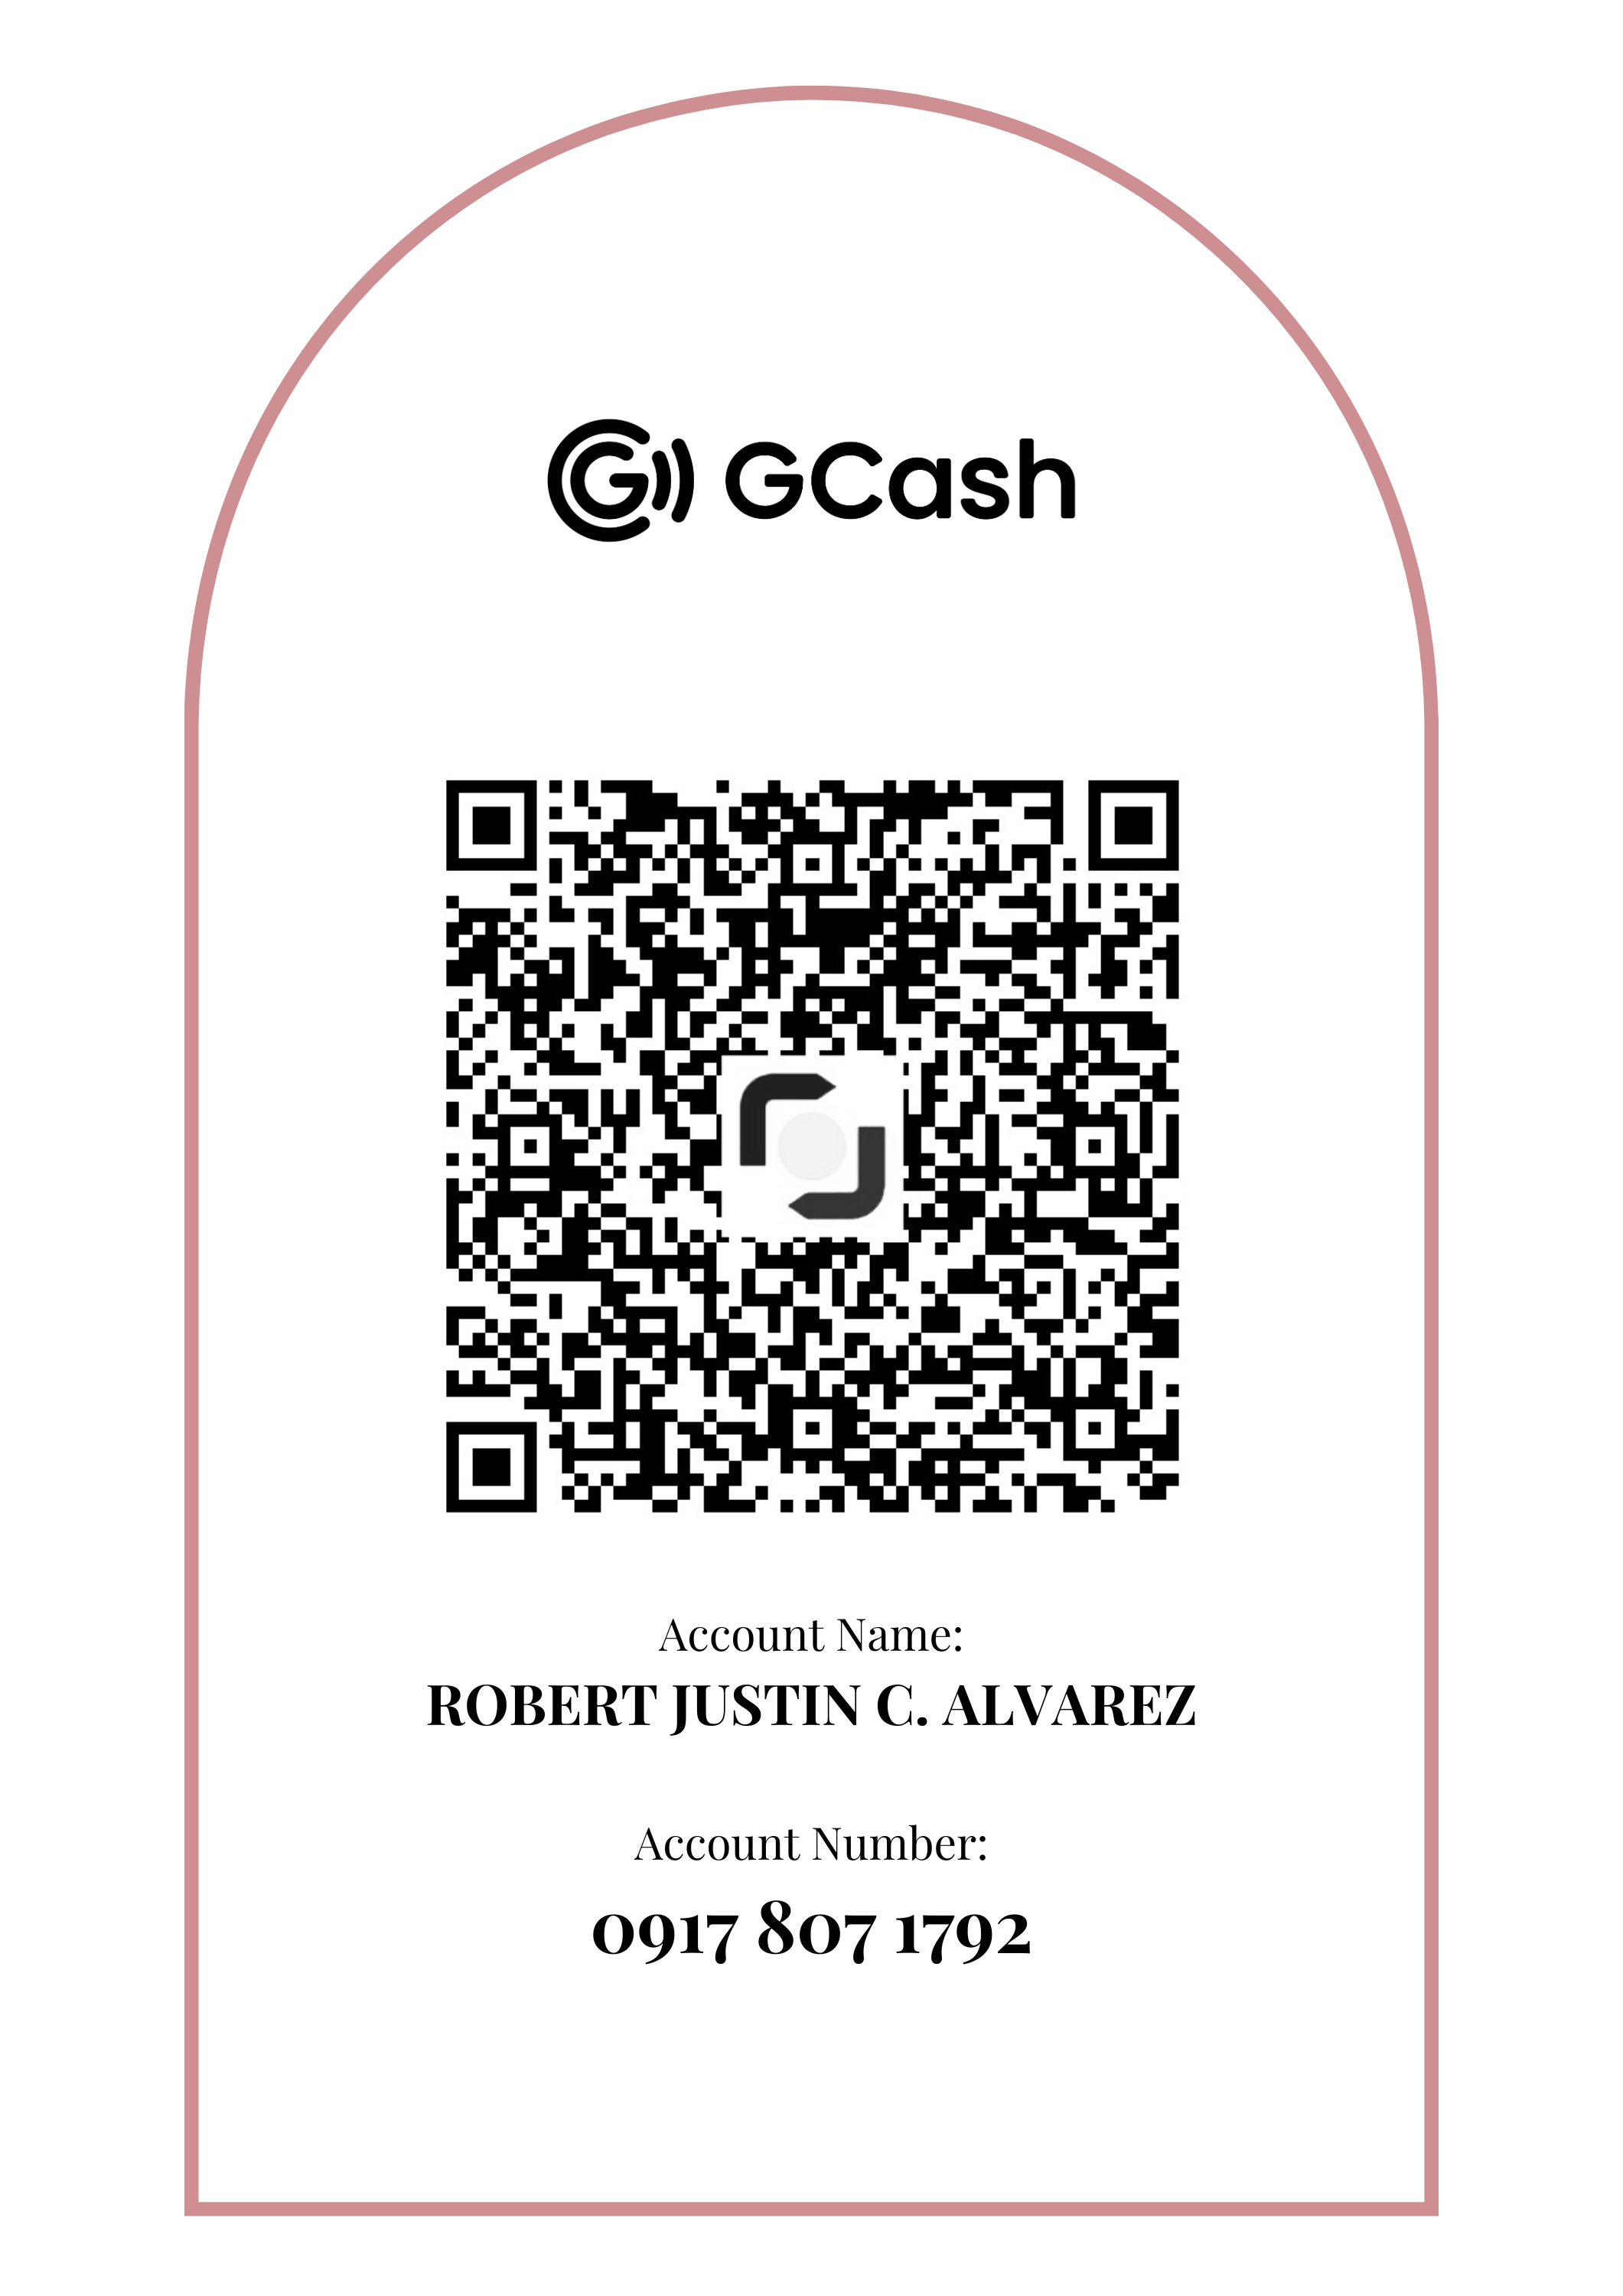 GCash
Account Name:
ROBERT JUSTIN C. ALVAREZ
Account Number:
0917 807 1792